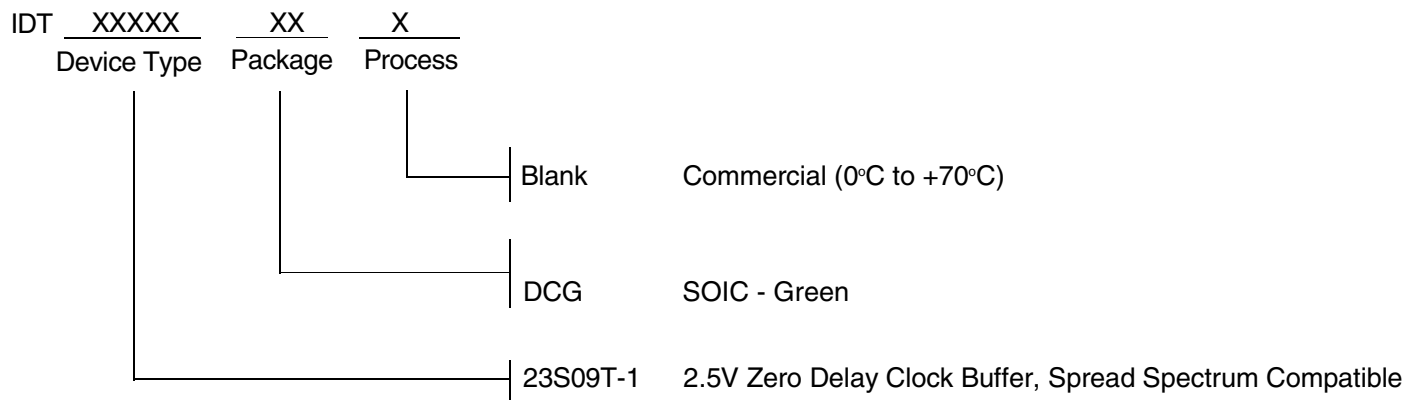 IDT XXXXX XX X
Device Type Package Process
Blank Commercial (0°C to +70°C)
DCG SOIC - Green
23S09T-1 2.5V Zero Delay Clock Buffer, Spread Spectrum Compatible